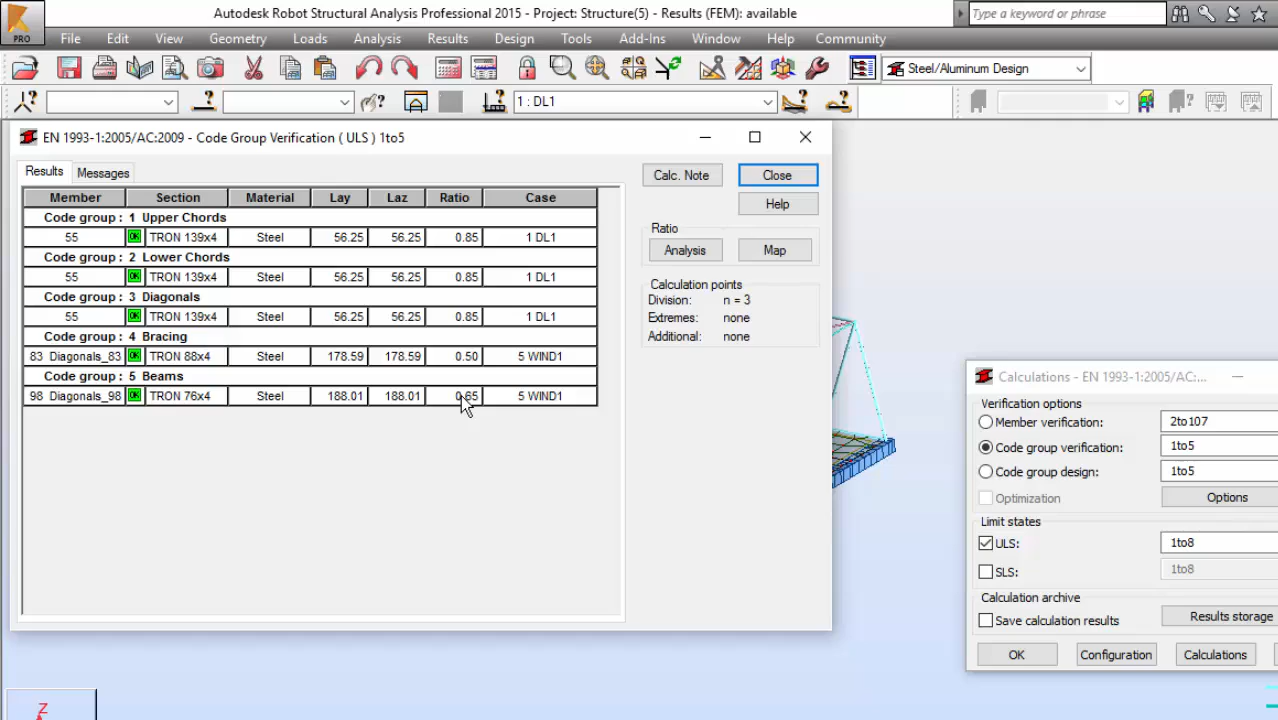 Autodesk Robot Structural Analysis Professional 2015 - Project: Structure(5) - Results (FEM): available
Type a keyword or phrase
PRO
File Edit View Geometry Loads Analysis Results Design Tools Add-Ins Window Help Community
Steel/Aluminum Design
1 : DL1
EN 1993-1:2005/AC:2009 - Code Group Verification ( ULS ) 1to5
Results Messages
Member Section Material Lay Laz Ratio Case
Code group : 1 Upper Chords
55 OK TRON 139x4 Steel 56.25 56.25 0.85 1 DL1
Code group : 2 Lower Chords
55 OK TRON 139x4 Steel 56.25 56.25 0.85 1 DL1
Code group : 3 Diagonals
55 OK TRON 139x4 Steel 56.25 56.25 0.85 1 DL1
Code group : 4 Bracing
83 Diagonals_83 OK TRON 88x4 Steel 178.59 178.59 0.50 5 WIND1
Code group : 5 Beams
98 Diagonals_98 OK TRON 76x4 Steel 188.01 188.01 0.65 5 WIND1
Calc. Note Close
Help
Ratio
Analysis Map
Calculation points
Division: n = 3
Extremes: none
Additional: none
Calculations - EN 1993-1:2005/AC:...
Verification options
Member verification: 2to107
Code group verification: 1to5
Code group design: 1to5
Optimization Options
Limit states
ULS: 1to8
SLS: 1to8
Calculation archive
Save calculation results Results storage
OK Configuration Calculations
Z